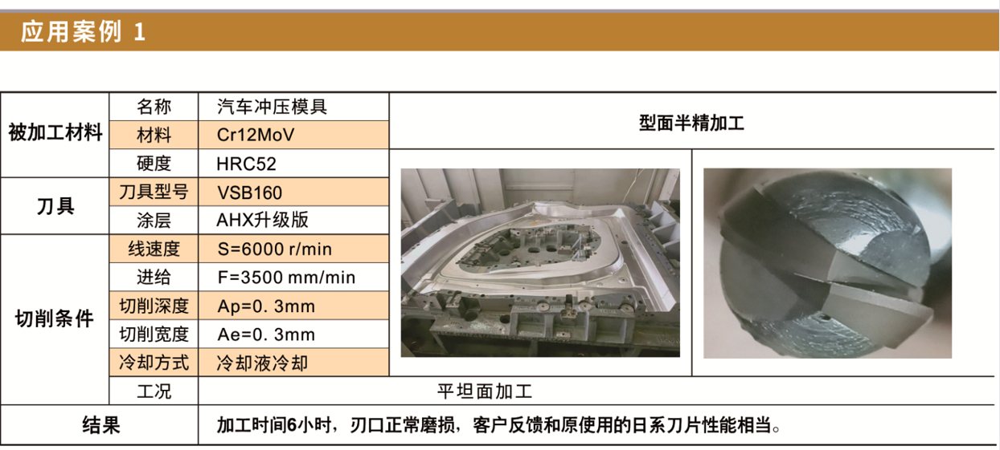 应用案例 1
被加工材料
名称
汽车冲压模具
型面半精加工
材料
Cr12MoV
硬度
HRC52
刀具
刀具型号
VSB160
涂层
AHX升级版
切削条件
线速度
S=6000 r/min
进给
F=3500 mm/min
切削深度
Ap=0. 3mm
切削宽度
Ae=0. 3mm
冷却方式
冷却液冷却
工况
平坦面加工
结果
加工时间6小时，刃口正常磨损，客户反馈和原使用的日系刀片性能相当。